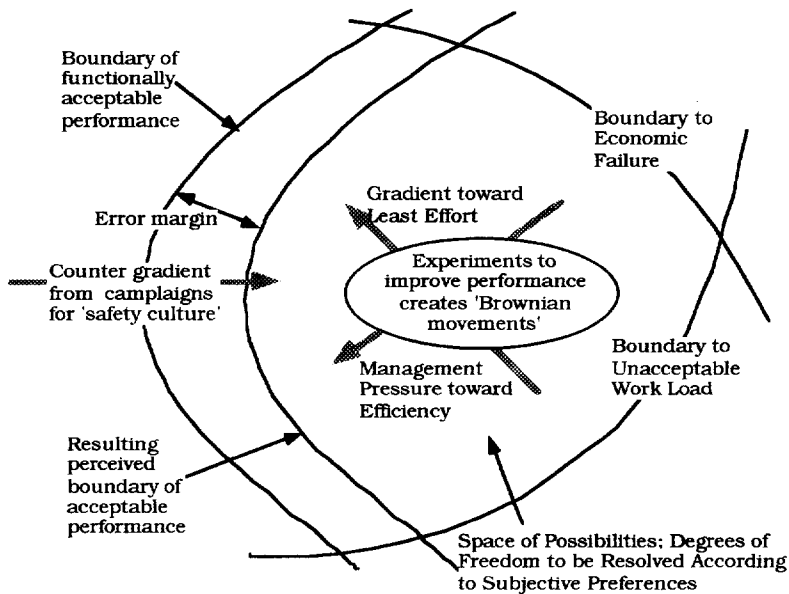 Boundary of
functionally
acceptable
performance
Boundary to
Economic
Failure
Gradient toward
Least Effort
Error margin
Counter gradient
from camplaigns
for 'safety culture'
Experiments to
improve performance
creates 'Brownian
movements'
Management
Pressure toward
Efficiency
Boundary to
Unacceptable
Work Load
Resulting
perceived
boundary of
acceptable
performance
Space of Possibilities; Degrees of
Freedom to be Resolved According
to Subjective Preferences